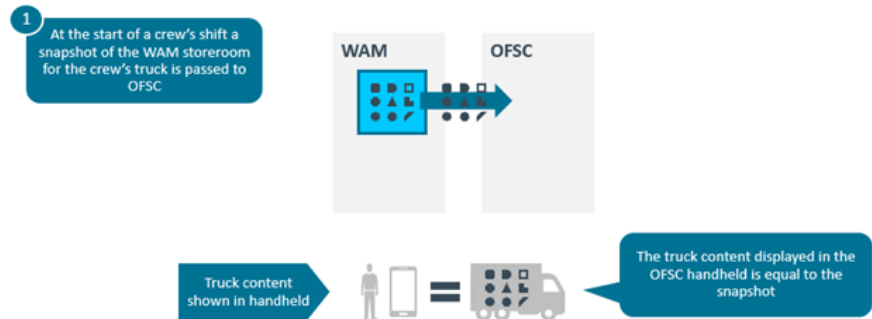 1
At the start of a crew's shift a
snapshot of the WAM storeroom
for the crew's truck is passed to
OFSC
WAM
OFSC
Truck content
shown in handheld
The truck content displayed in the
OFSC handheld is equal to the
snapshot